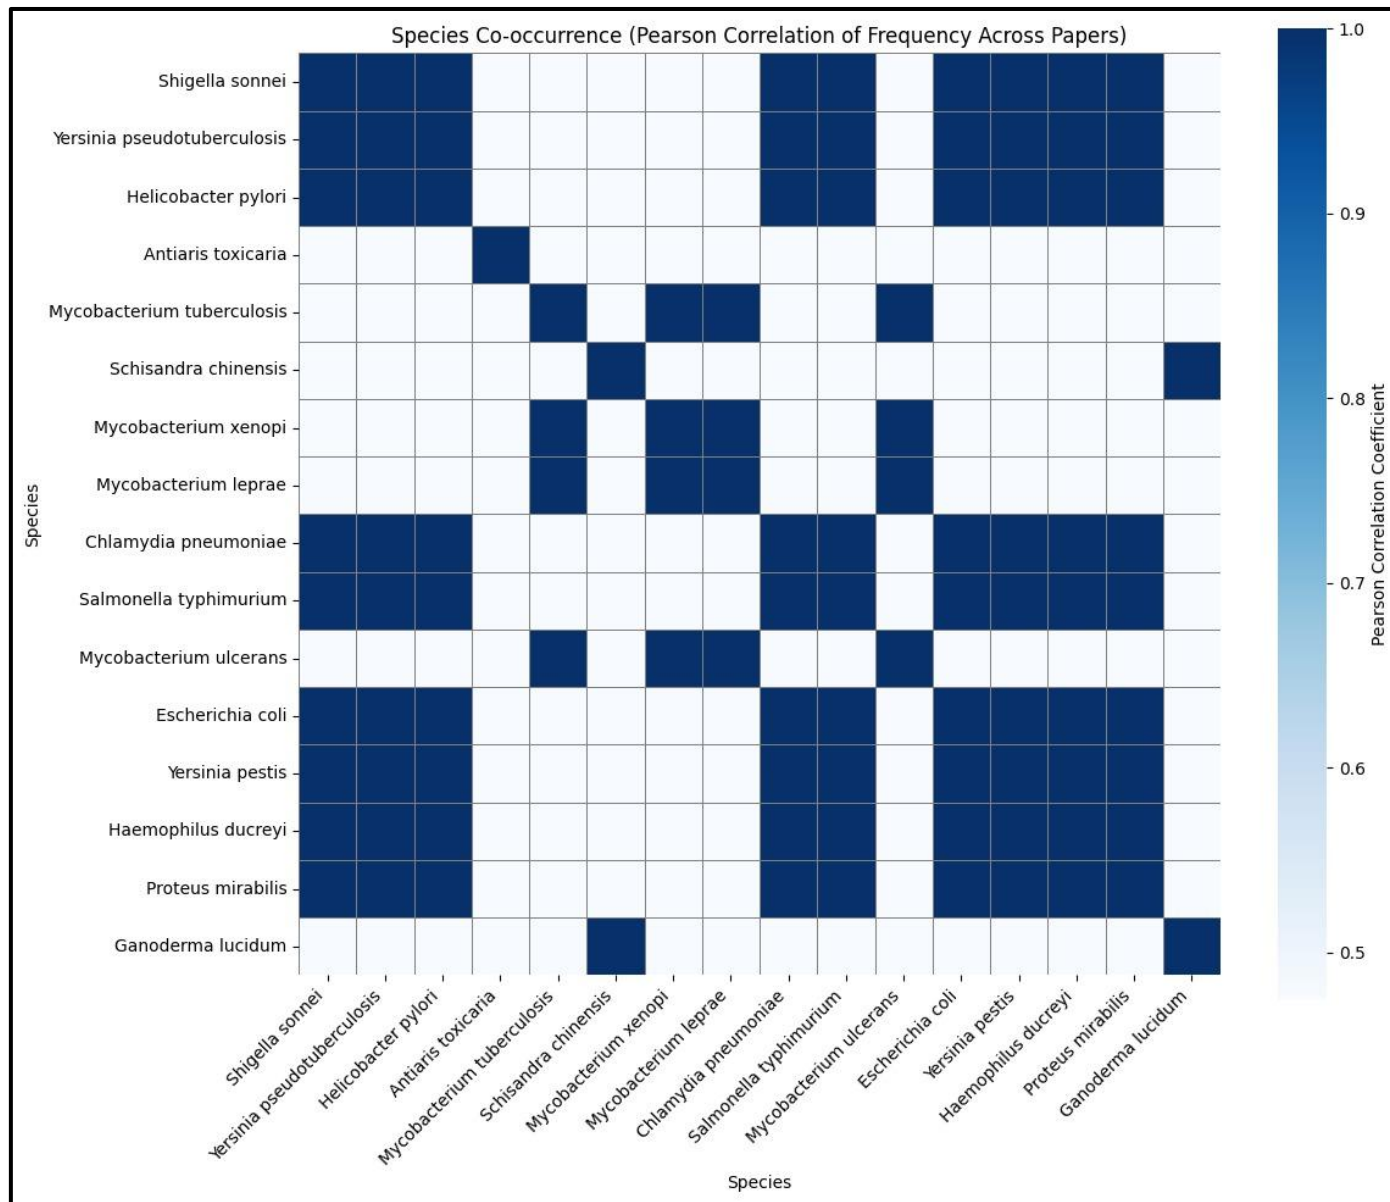 Species Co-occurrence (Pearson Correlation of Frequency Across Papers)
Shigella sonnei
Yersinia pseudotuberculosis
Helicobacter pylori
Antiaris toxicaria
Mycobacterium tuberculosis
Schisandra chinensis
Mycobacterium xenopi
Mycobacterium leprae
Chlamydia pneumoniae
Salmonella typhimurium
Mycobacterium ulcerans
Escherichia coli
Yersinia pestis
Haemophilus ducreyi
Proteus mirabilis
Ganoderma lucidum
Species
Shigella sonnei
Yersinia pseudotuberculosis
Helicobacter pylori
Antiaris toxicaria
Mycobacterium tuberculosis
Schisandra chinensis
Mycobacterium xenopi
Mycobacterium leprae
Chlamydia pneumoniae
Salmonella typhimurium
Mycobacterium ulcerans
Escherichia coli
Yersinia pestis
Haemophilus ducreyi
Proteus mirabilis
Ganoderma lucidum
Species
1.0
0.9
0.8
0.7
0.6
0.5
Pearson Correlation Coefficient